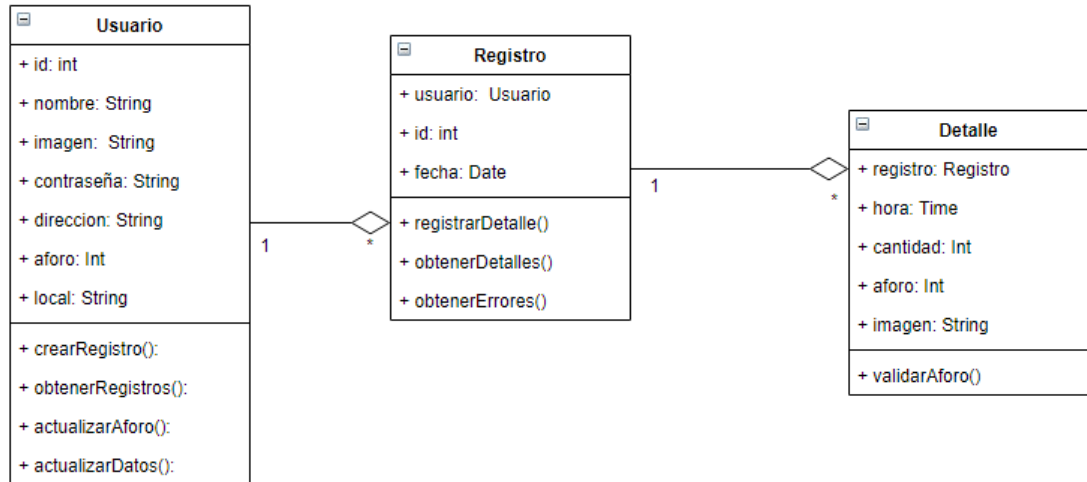 Usuario
+ id: int
+ nombre: String
+ imagen:  String
+ contraseña: String
+ direccion: String
+ aforo: Int
+ local: String
+ crearRegistro():
+ obtenerRegistros():
+ actualizarAforo():
+ actualizarDatos():
1
*
Registro
+ usuario:  Usuario
+ id: int
+ fecha: Date
+ registrarDetalle()
+ obtenerDetalles()
+ obtenerErrores()
1
*
Detalle
+ registro: Registro
+ hora: Time
+ cantidad: Int
+ aforo: Int
+ imagen: String
+ validarAforo()